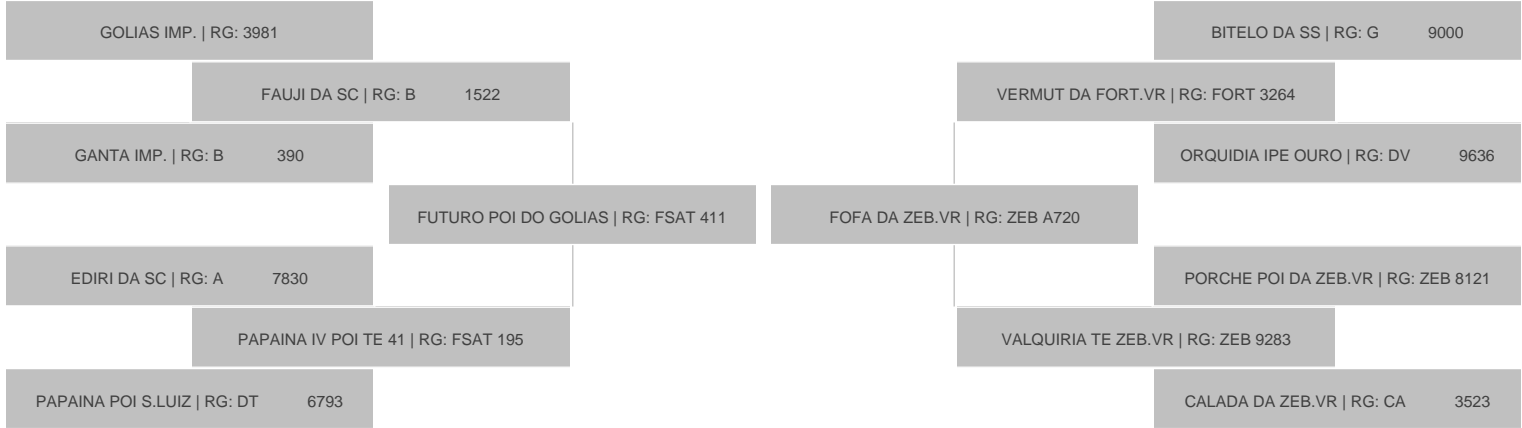 GOLIAS IMP. | RG: 3981
BITELO DA SS | RG: G 9000
FAUJI DA SC | RG: B 1522
VERMUT DA FORT.VR | RG: FORT 3264
GANTA IMP. | RG: B 390
ORQUIDIA IPE OURO | RG: DV 9636
FUTURO POI DO GOLIAS | RG: FSAT 411
FOFA DA ZEB.VR | RG: ZEB A720
EDIRI DA SC | RG: A 7830
PORCHE POI DA ZEB.VR | RG: ZEB 8121
PAPAINA IV POI TE 41 | RG: FSAT 195
VALQUIRIA TE ZEB.VR | RG: ZEB 9283
PAPAINA POI S.LUIZ | RG: DT 6793
CALADA DA ZEB.VR | RG: CA 3523